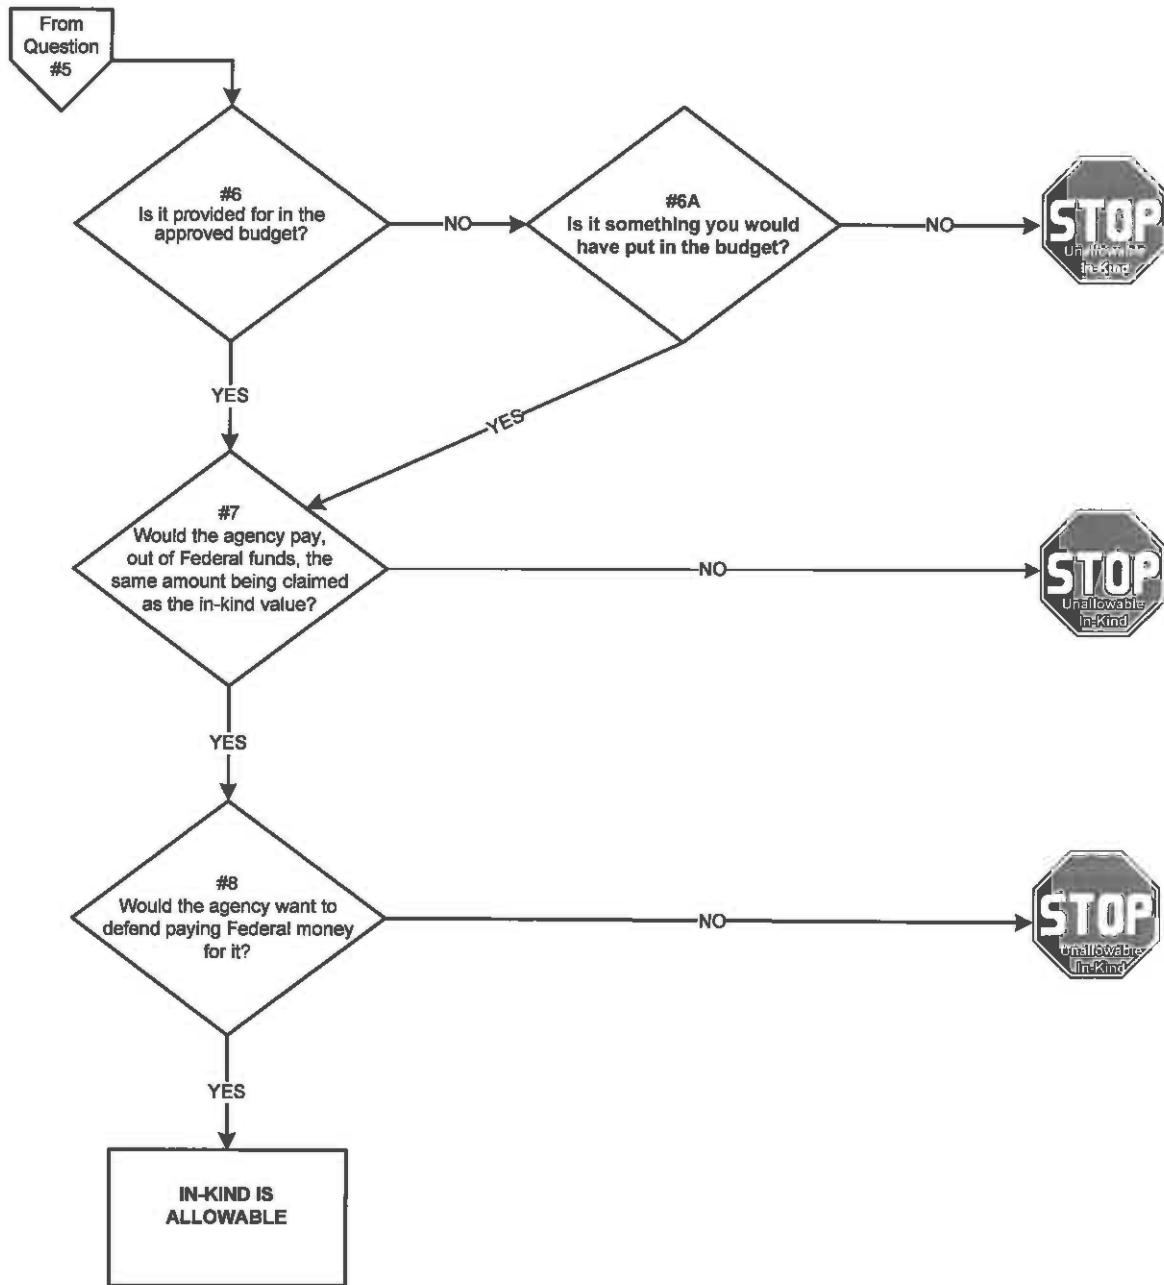 From
Question
#5
#6
Is it provided for in the
approved budget?
NO
#6A
Is it something you would
have put in the budget?
NO
STOP
Unallowable
In-Kind
YES
YES
#7
Would the agency pay,
out of Federal funds, the
same amount being claimed
as the in-kind value?
NO
STOP
Unallowable
In-Kind
YES
#8
Would the agency want to
defend paying Federal money
for it?
NO
STOP
Unallowable
In-Kind
YES
IN-KIND IS
ALLOWABLE